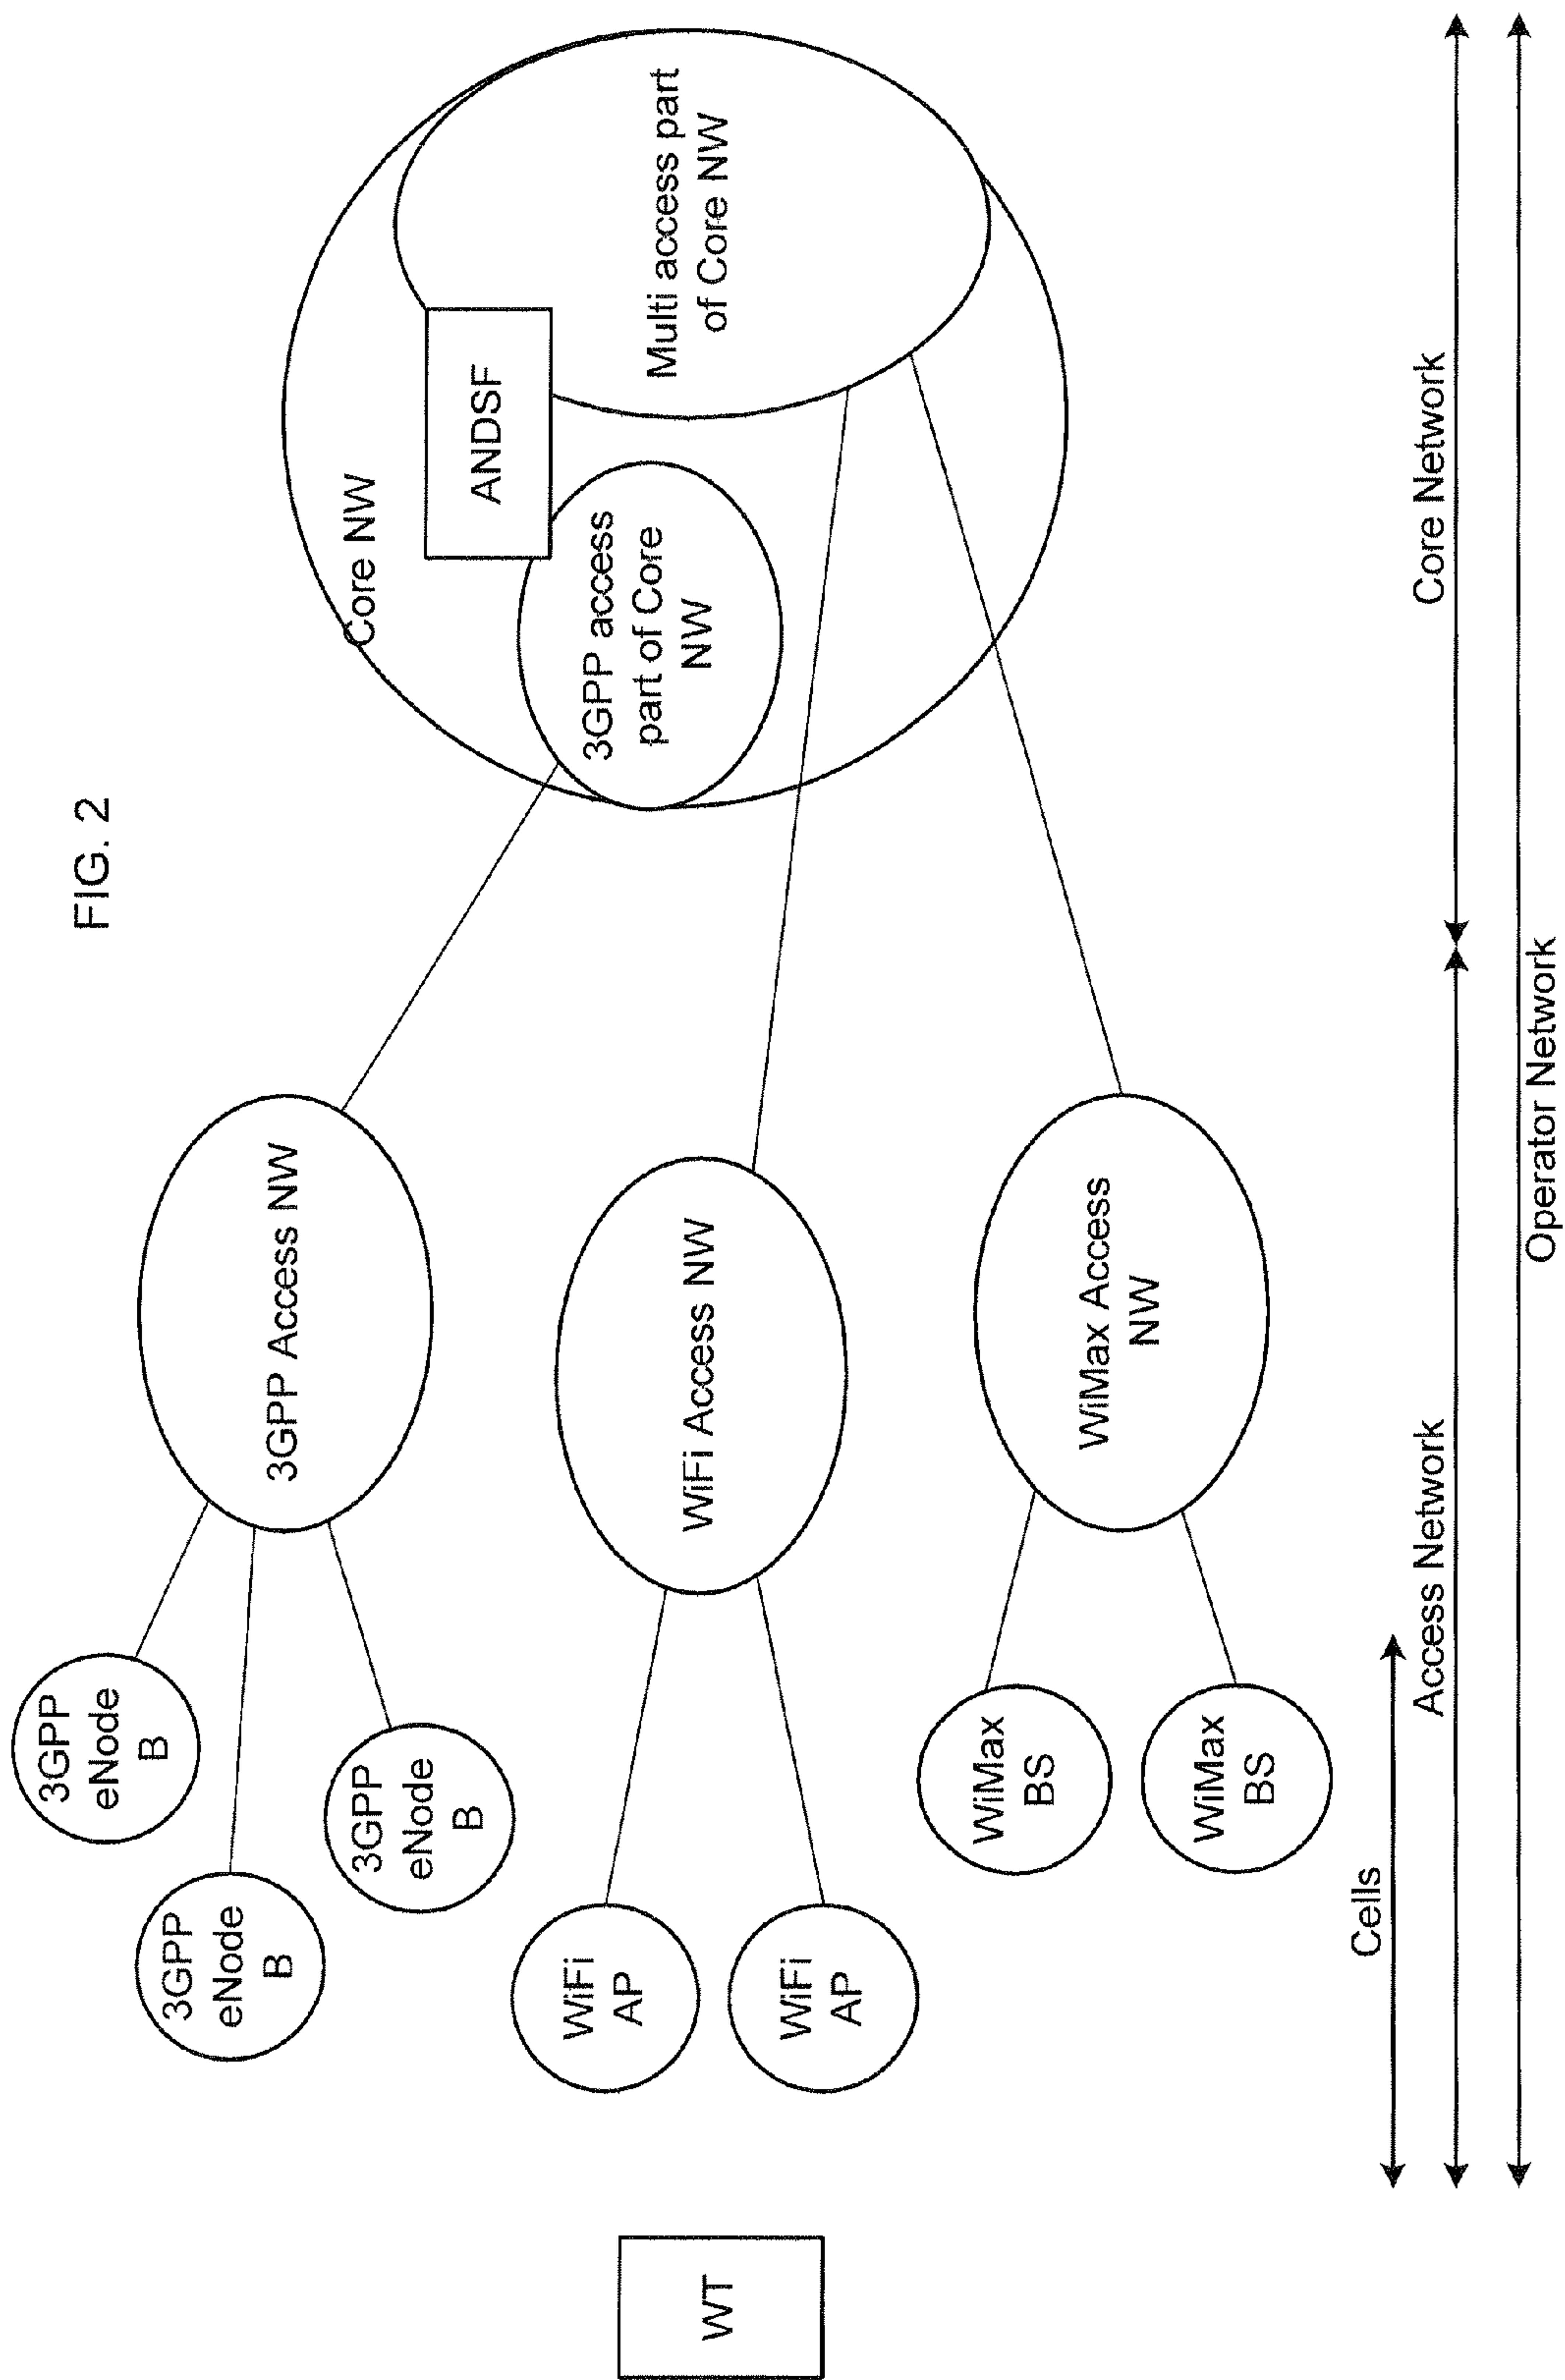 FIG. 2
3GPP
eNode
B
3GPP
eNode
B
3GPP
eNode
B
3GPP Access NW
Core NW
ANDSF
3GPP access
part of Core
NW
Multi access part
of Core NW
WT
WiFi
AP
WiFi
AP
WiFi Access NW
WiMax
BS
WiMax
BS
WiMax Access
NW
Cells
Access Network
Core Network
Operator Network